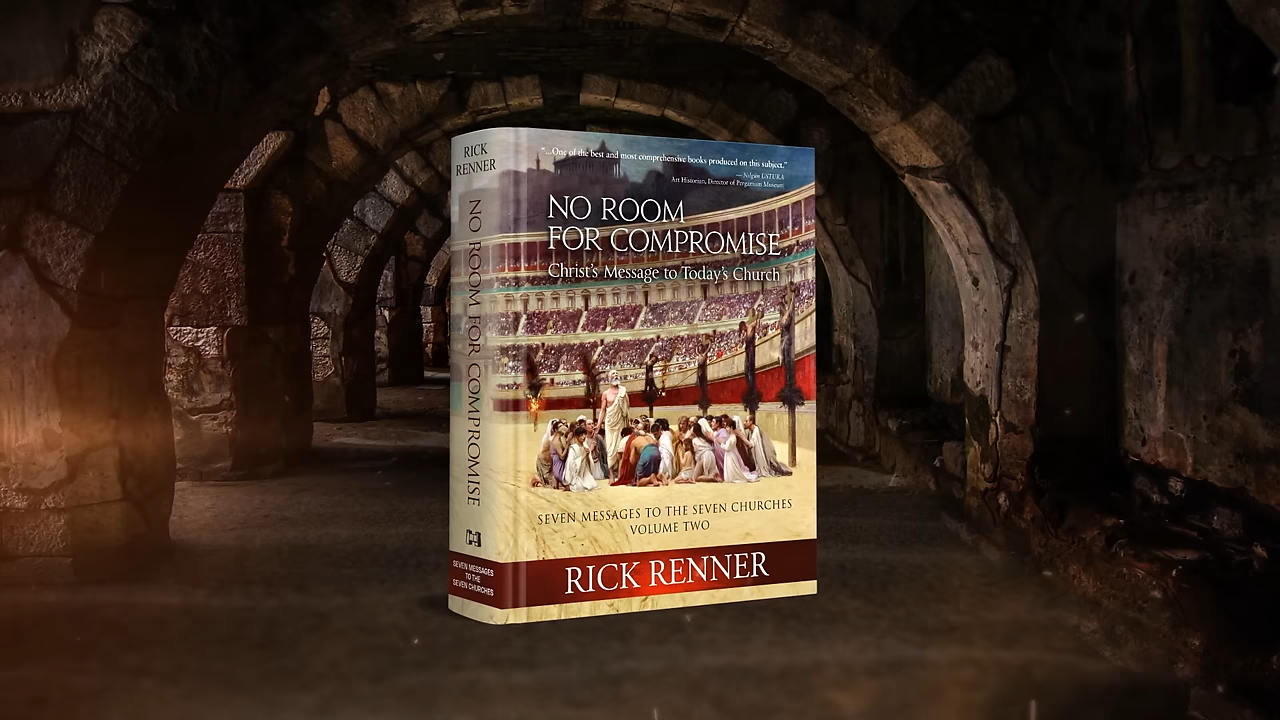 RICK
RENNER
NO ROOM FOR COMPROMISE
SEVEN MESSAGES
TO THE
SEVEN CHURCHES
"...One of the best and most comprehensive books produced on this subject."
— Nilgün USTURA
Art Historian, Director of Pergamum Museum
NO ROOM
FOR COMPROMISE
Christ's Message to Today's Church
SEVEN MESSAGES TO THE SEVEN CHURCHES
VOLUME TWO
RICK RENNER